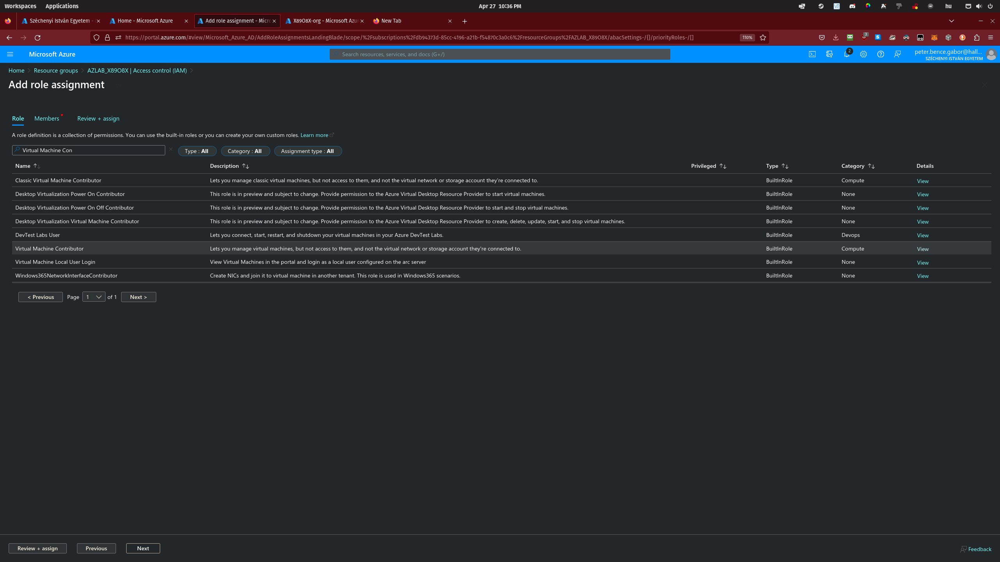 Workspaces Applications Apr 27 10:36 PM hu
Széchenyi István Egyetem - Home - Microsoft Azure Add role assignment - Micro X89O8X-org - Microsoft Azur New Tab
https://portal.azure.com/#view/Microsoft_Azure_AD/AddRoleAssignmentsLandingBlade/scope/%2Fsubscriptions%2Fdb94373d-85cc-4196-a21b-f54870c3a0c6%2FresourceGroups%2FAZLAB_X89O8X/abacSettings~/{}/priorityRoles~/[] 110% 3
Microsoft Azure Search resources, services, and docs (G+/) 2 peter.bence.gabor@hall...
SZÉCHENYI ISTVÁN EGYETEM
Home Resource groups AZLAB_X89O8X | Access control (IAM)
Add role assignment
Role Members Review + assign
A role definition is a collection of permissions. You can use the built-in roles or you can create your own custom roles. Learn more
Virtual Machine Con Type : All Category : All Assignment type : All
Name Description Privileged Type Category Details
Classic Virtual Machine Contributor Lets you manage classic virtual machines, but not access to them, and not the virtual network or storage account they’re connected to. BuiltInRole Compute View
Desktop Virtualization Power On Contributor This role is in preview and subject to change. Provide permission to the Azure Virtual Desktop Resource Provider to start virtual machines. BuiltInRole None View
Desktop Virtualization Power On Off Contributor This role is in preview and subject to change. Provide permission to the Azure Virtual Desktop Resource Provider to start and stop virtual machines. BuiltInRole None View
Desktop Virtualization Virtual Machine Contributor This role is in preview and subject to change. Provide permission to the Azure Virtual Desktop Resource Provider to create, delete, update, start, and stop virtual machines. BuiltInRole None View
DevTest Labs User Lets you connect, start, restart, and shutdown your virtual machines in your Azure DevTest Labs. BuiltInRole Devops View
Virtual Machine Contributor Lets you manage virtual machines, but not access to them, and not the virtual network or storage account they're connected to. BuiltInRole Compute View
Virtual Machine Local User Login View Virtual Machines in the portal and login as a local user configured on the arc server BuiltInRole None View
Windows365NetworkInterfaceContributor Create NICs and join it to virtual machine in another tenant. This role is used in Windows365 scenarios. BuiltInRole None View
< Previous Page 1 of 1 Next >
Review + assign Previous Next Feedback